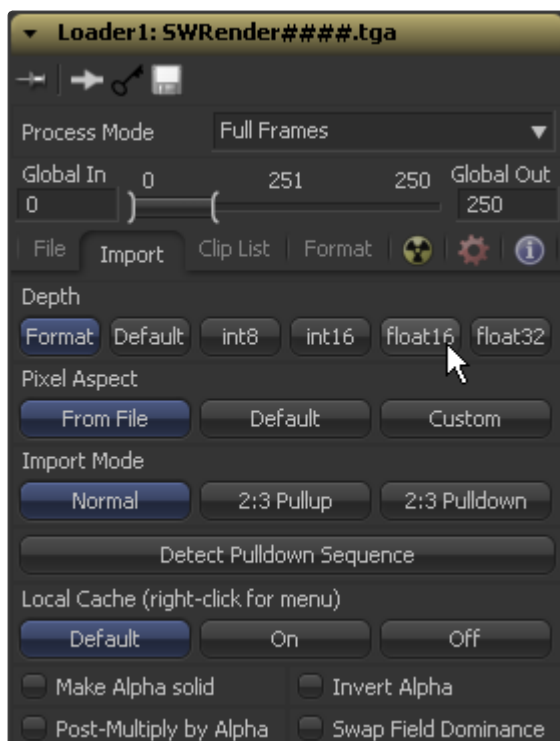 Loader1: SWRender####.tga
Process Mode Full Frames
Global In 0 251 250 Global Out
0 250
File Import Clip List Format
Depth
Format Default int8 int16 float16 float32
Pixel Aspect
From File Default Custom
Import Mode
Normal 2:3 Pullup 2:3 Pulldown
Detect Pulldown Sequence
Local Cache (right-click for menu)
Default On Off
Make Alpha solid Invert Alpha
Post-Multiply by Alpha Swap Field Dominance